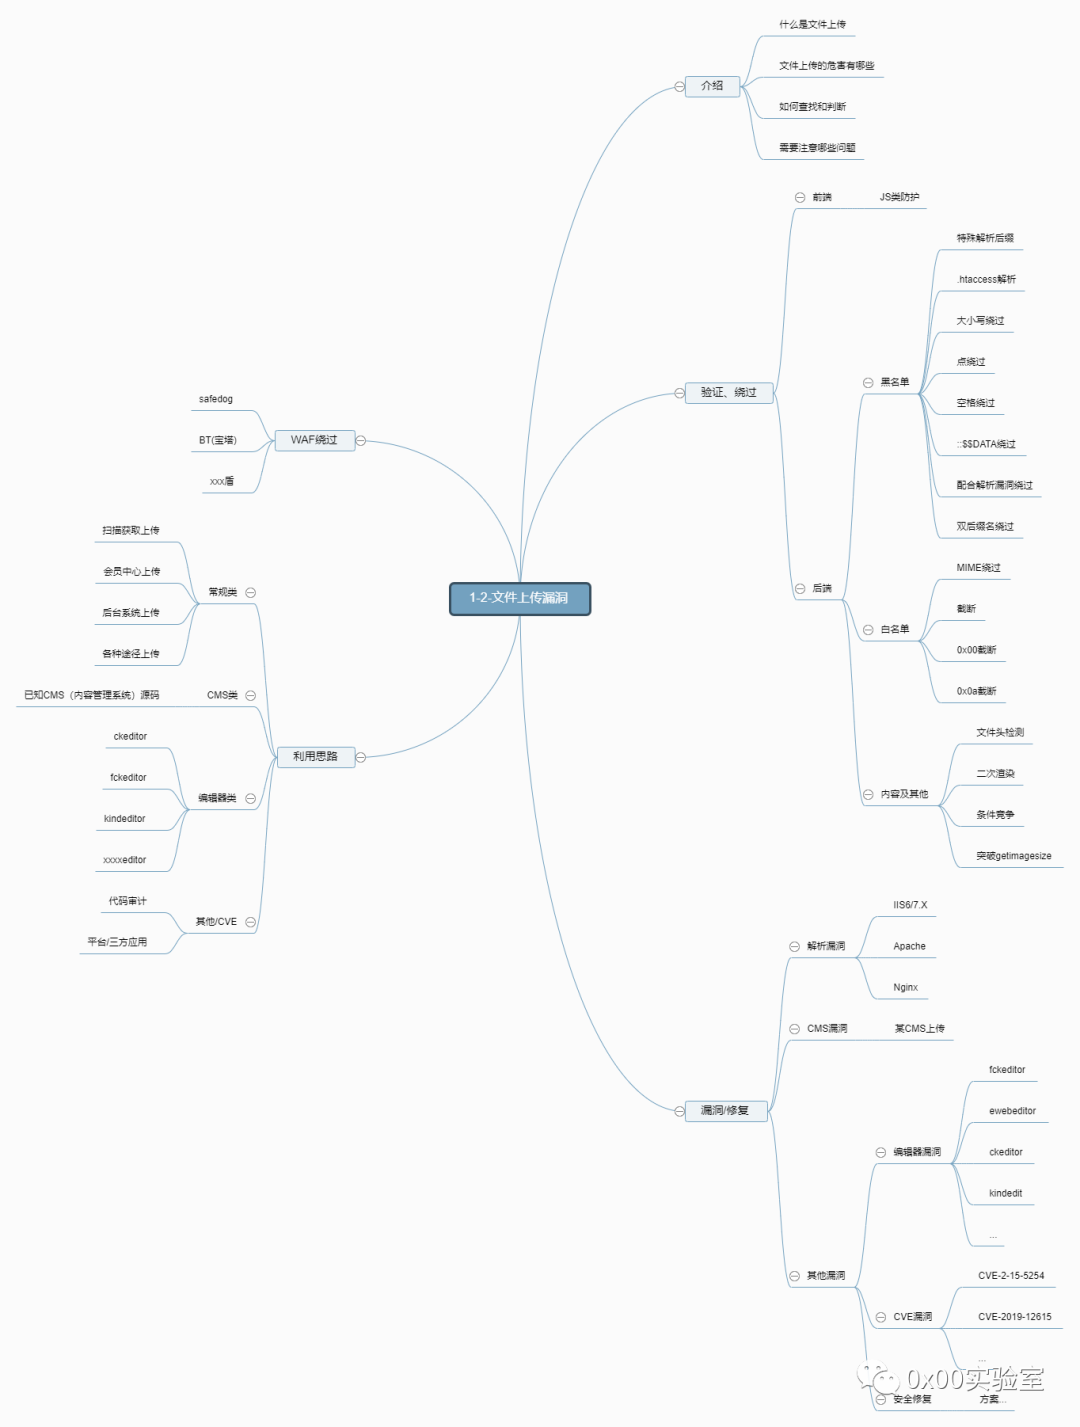 1-2-文件上传漏洞
介绍
什么是文件上传
文件上传的危害有哪些
如何查找和判断
需要注意哪些问题
验证、绕过
前端
JS类防护
后端
黑名单
特殊解析后缀
.htaccess解析
大小写绕过
点绕过
空格绕过
::$$DATA绕过
配合解析漏洞绕过
双后缀名绕过
白名单
MIME绕过
截断
0x00截断
0x0a截断
内容及其他
文件头检测
二次渲染
条件竞争
突破getimagesize
漏洞/修复
解析漏洞
IIS6/7.X
Apache
Nginx
CMS漏洞
某CMS上传
其他漏洞
编辑器漏洞
fckeditor
ewebeditor
ckeditor
kindedit
...
CVE漏洞
CVE-2-15-5254
CVE-2019-12615
...
安全修复
方案...
WAF绕过
safedog
BT(宝塔)
xxx盾
利用思路
常规类
扫描获取上传
会员中心上传
后台系统上传
各种途径上传
CMS类
已知CMS（内容管理系统）源码
编辑器类
ckeditor
fckeditor
kindeditor
xxxxeditor
其他/CVE
代码审计
平台/三方应用
0x00实验室